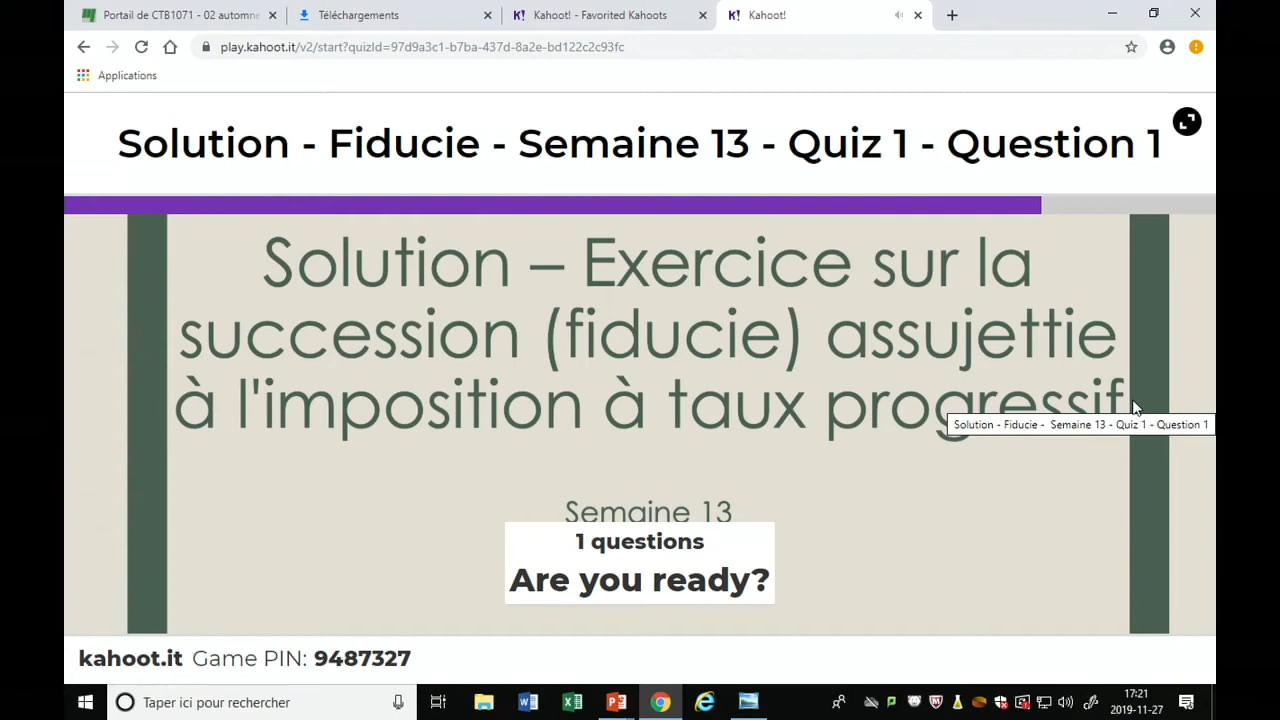 Portail de CTB1071 - 02 automne
Téléchargements
Kahoot! - Favorited Kahoots
Kahoot!
play.kahoot.it/v2/start?quizId=97d9a3c1-b7ba-437d-8a2e-bd122c2c93fc
Applications
Solution - Fiducie - Semaine 13 - Quiz 1 - Question 1
Solution – Exercice sur la
succession (fiducie) assujettie
à l'imposition à taux progressif
Solution - Fiducie - Semaine 13 - Quiz 1 - Question 1
Semaine 13
1 questions
Are you ready?
kahoot.it Game PIN: 9487327
Taper ici pour rechercher
17:21
2019-11-27